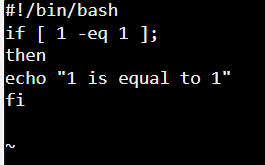 #!/bin/bash
if [ 1 -eq 1 ];
then
echo "1 is equal to 1"
fi
~